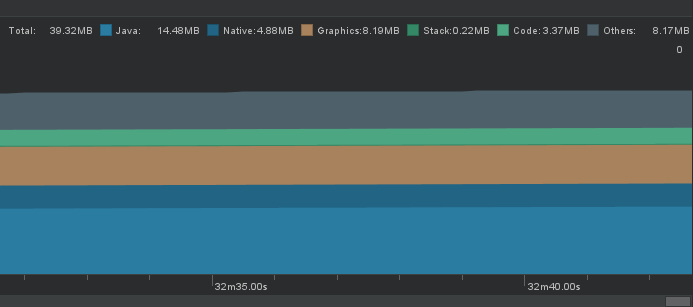 Total: 39.32MB Java: 14.48MB Native:4.88MB Graphics:8.19MB Stack:0.22MB Code:3.37MB Others: 8.17MB
0
32m35.00s 32m40.00s